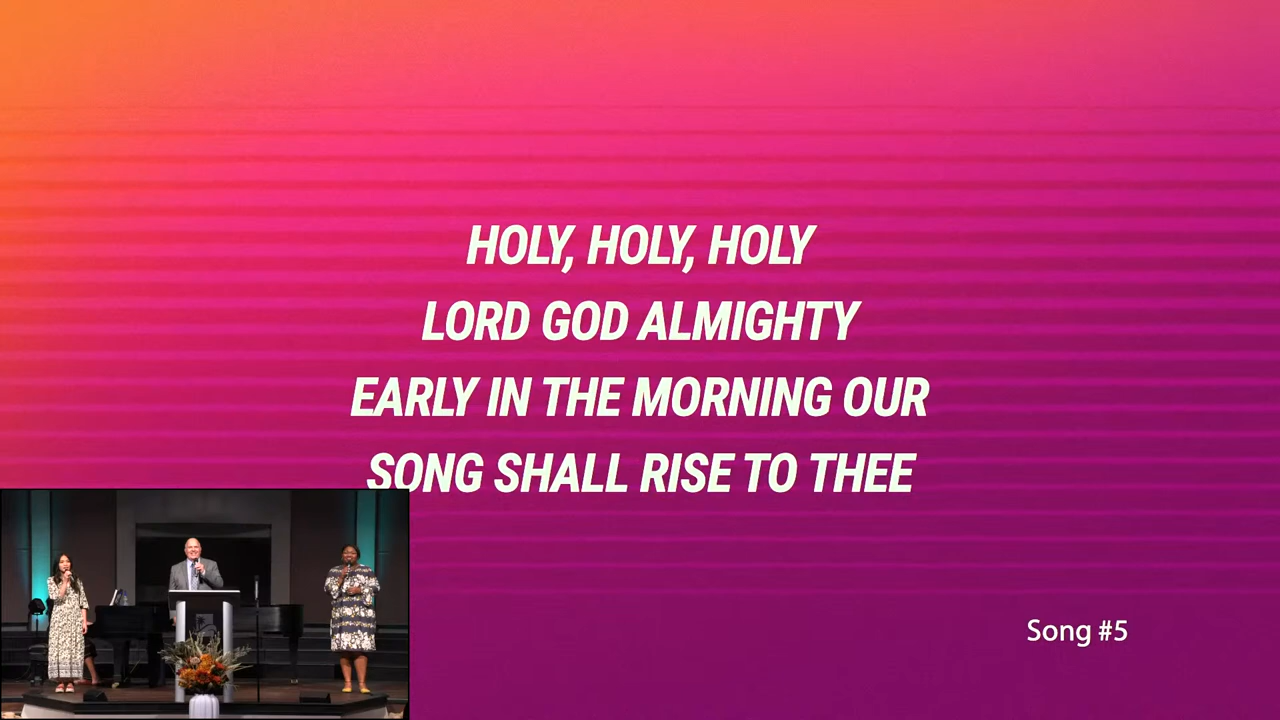 HOLY, HOLY, HOLY
LORD GOD ALMIGHTY
EARLY IN THE MORNING OUR
SONG SHALL RISE TO THEE
Song #5